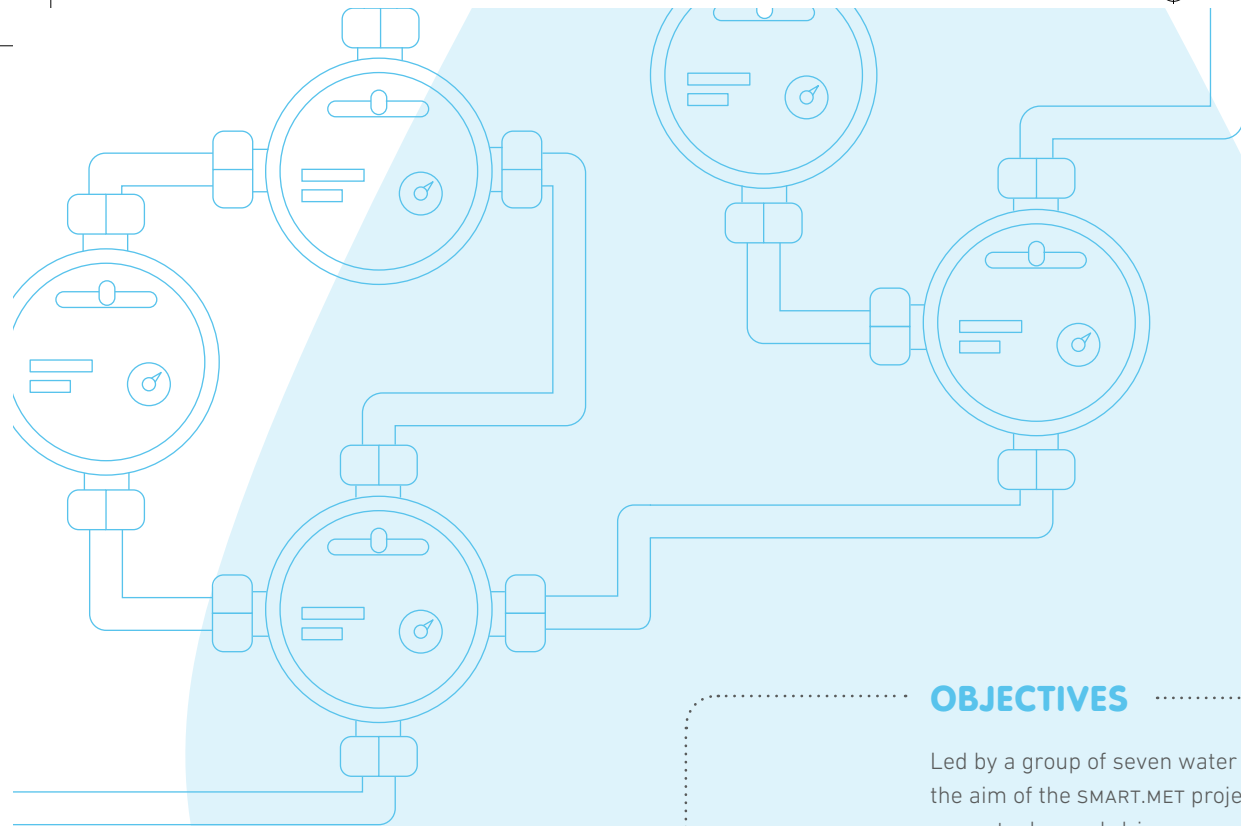 OBJECTIVES
Led by a group of seven water
the aim of the SMART.MET proje